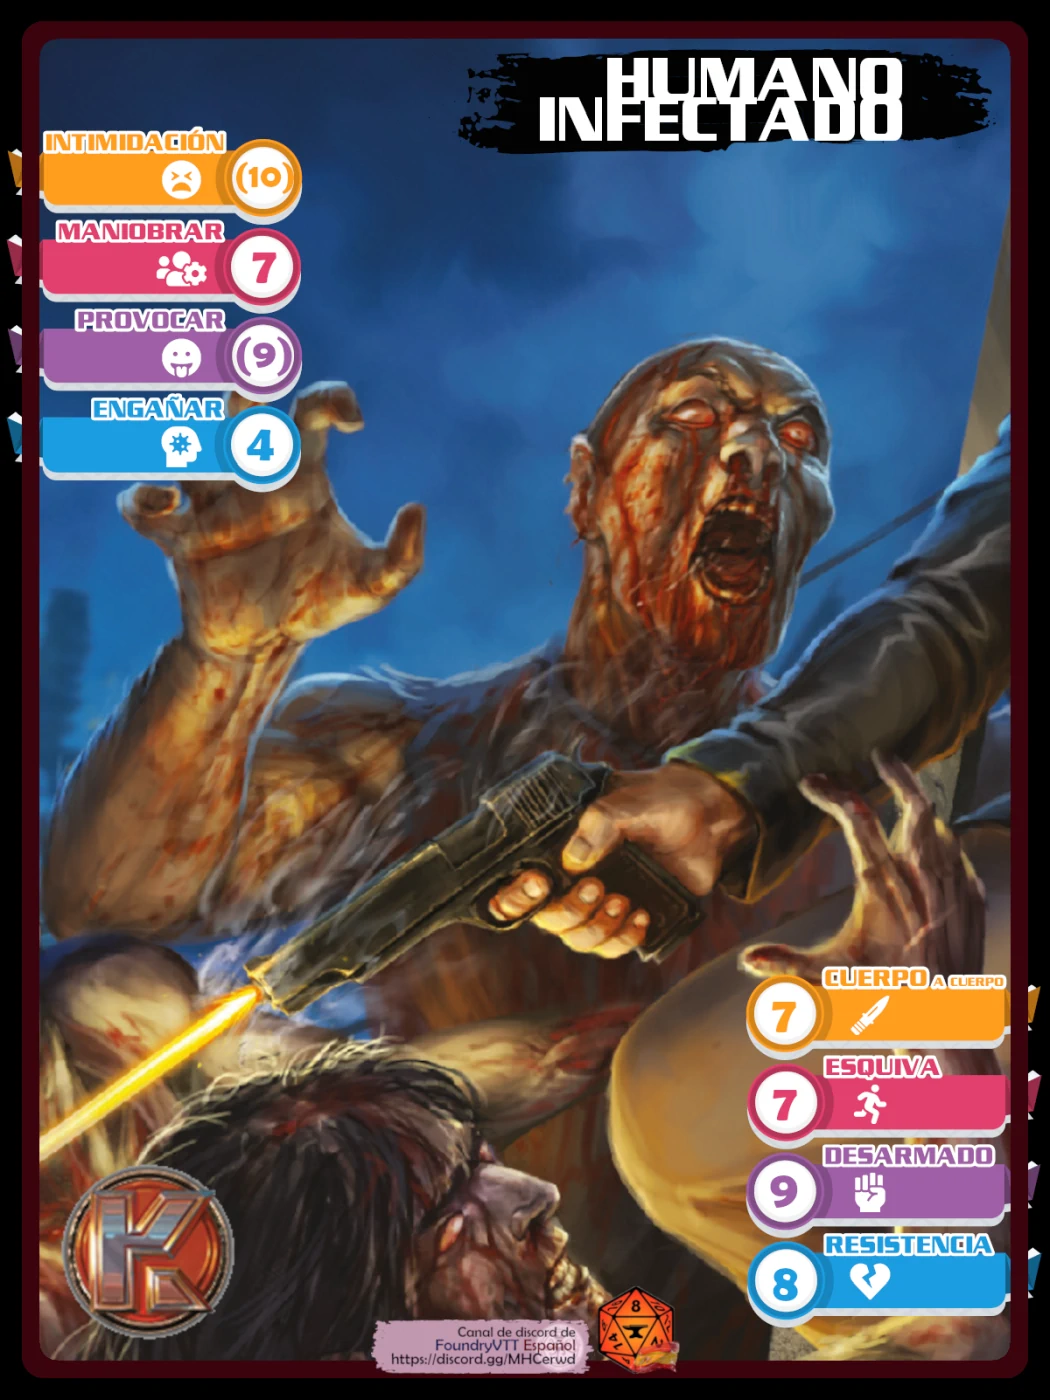 HUMANO
INFECTADO
INTIMIDACIÓN
(10)
MANIOBRAR
7
PROVOCAR
(9)
ENGAÑAR
4
CUERPO A CUERPO
7
ESQUIVA
7
DESARMADO
9
RESISTENCIA
8
K
8
Canal de discord de
FoundryVTT Español
https://discord.gg/MHCerwd